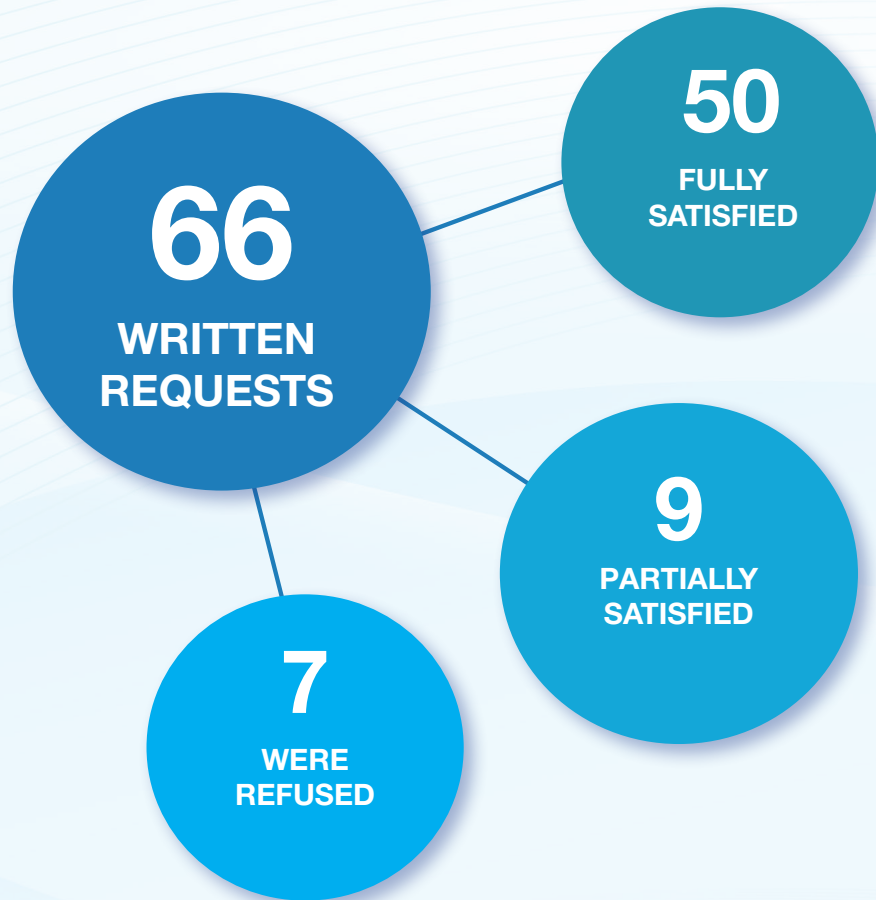 66
WRITTEN
REQUESTS
50
FULLY
SATISFIED
9
PARTIALLY
SATISFIED
7
WERE
REFUSED